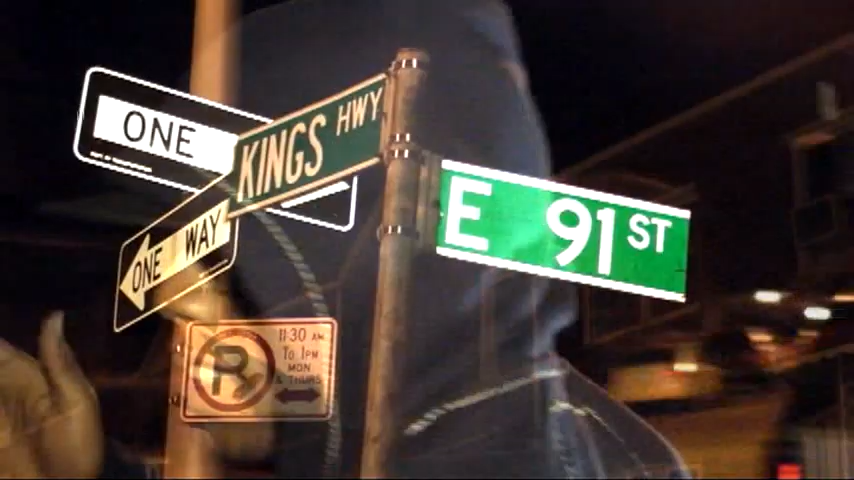 ONE
KINGS HWY
E 91 ST
ONE WAY
11:30 AM
TO 1PM
MON
& THURS